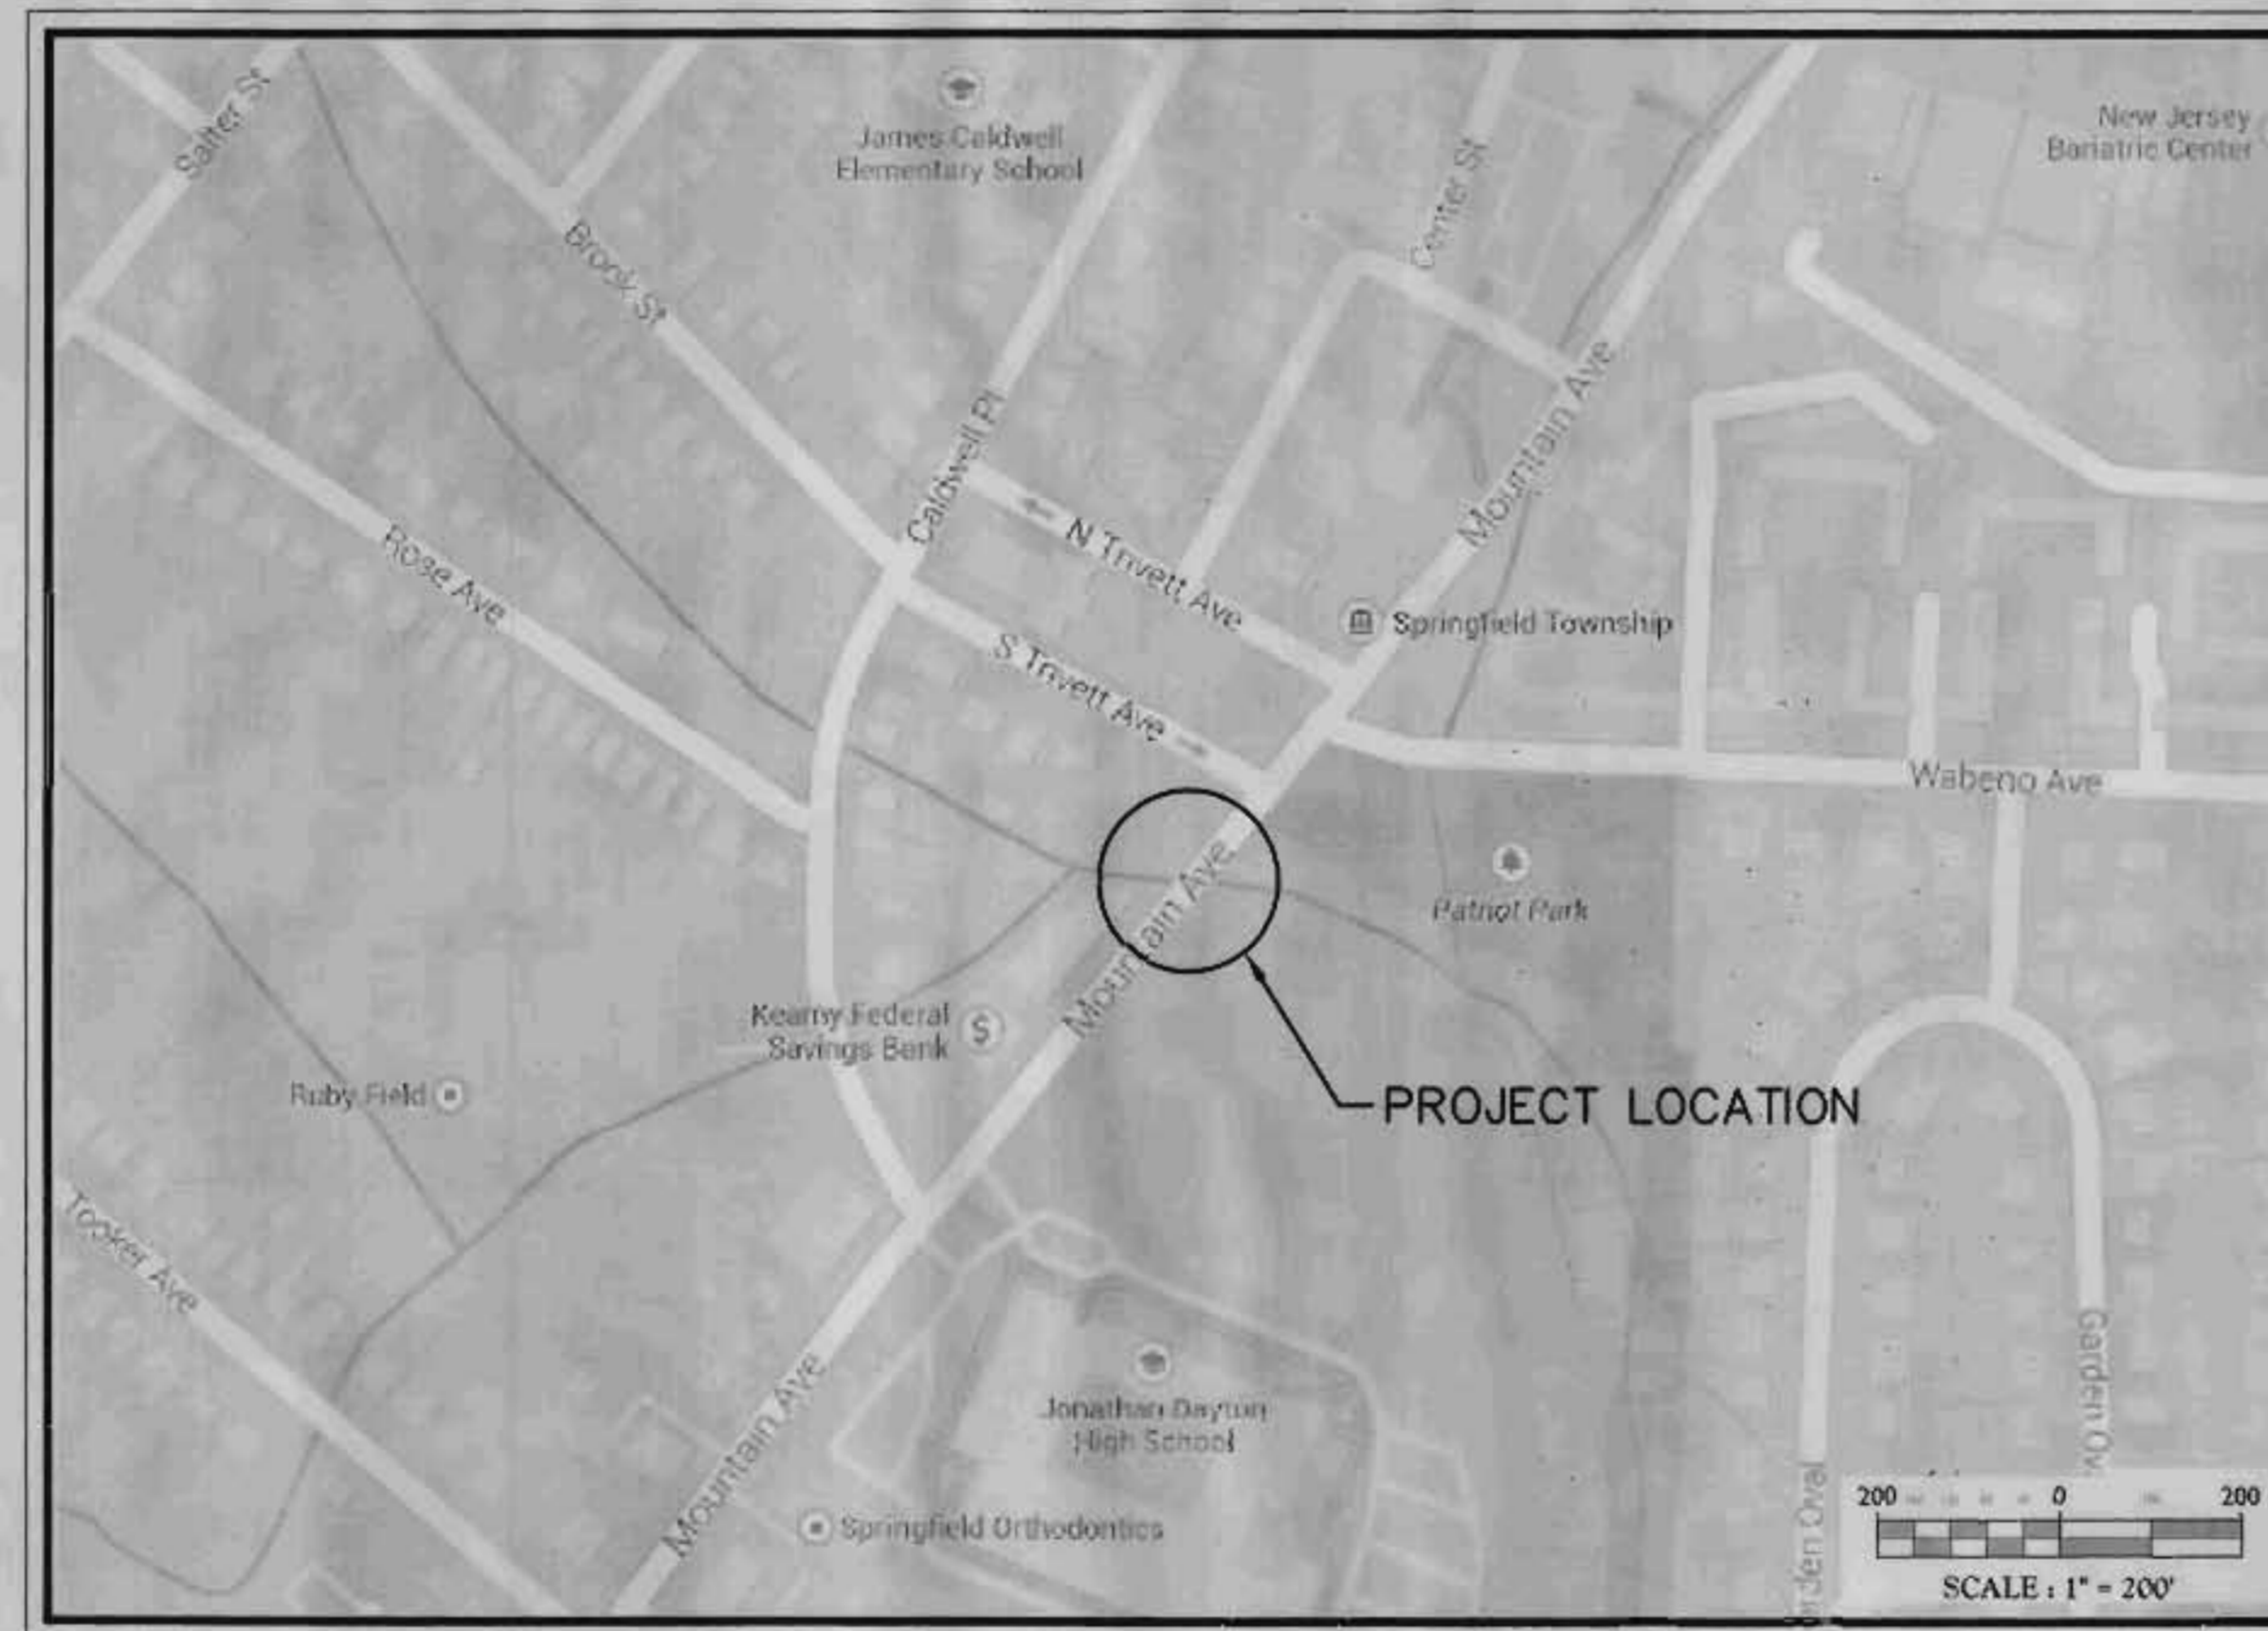 Salter St
James Caldwell
Elementary School
New Jersey
Bariatric Center
Center St
Brook St
Caldwell Pl
Mountain Ave
Rose Ave
N Trivett Ave
Springfield Township
S Trivett Ave
Wabeno Ave
Mountain Ave
Patriot Park
Kearny Federal
Savings Bank
$
Ruby Field
PROJECT LOCATION
Tooker Ave
Jonathan Dayton
High School
Mountain Ave
Garden Ov
Springfield Orthodontics
den Oval
200 0 200
SCALE : 1" = 200'